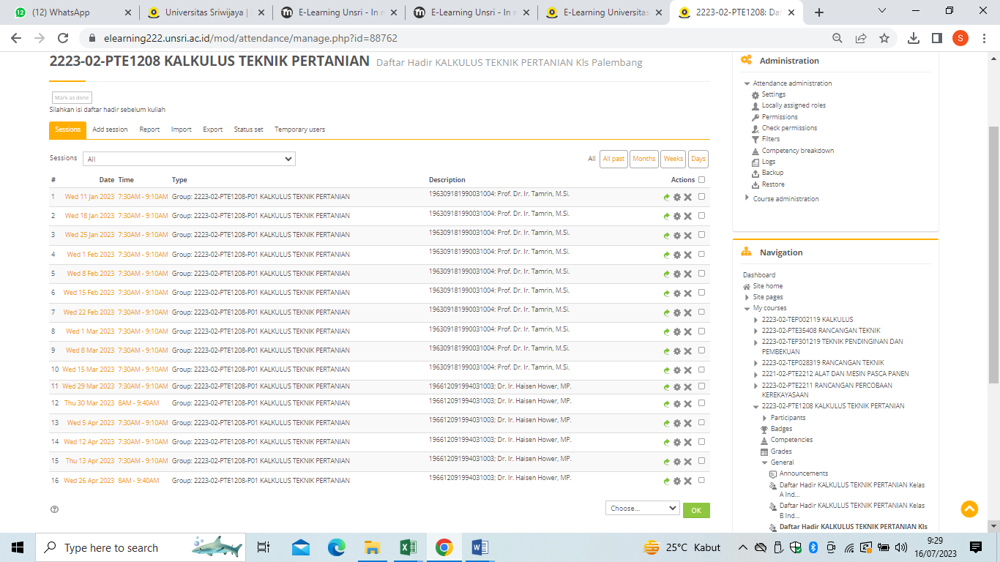 (12) WhatsApp
Universitas Sriwijaya |
E-Learning Unsri - In
E-Learning Unsri - In
E-Learning Universitas
2223-02-PTE1208: Da
elearning222.unsri.ac.id/mod/attendance/manage.php?id=88762
S
2223-02-PTE1208 KALKULUS TEKNIK PERTANIAN Daftar Hadir KALKULUS TEKNIK PERTANIAN Kls Palembang
Mark as done
Silahkan isi daftar hadir sebelum kuliah
Sessions Add session Report Import Export Status set Temporary users
Sessions All All All past Months Weeks Days
# Date Time Type Description Actions
1 Wed 11 Jan 2023 7:30AM - 9:10AM Group: 2223-02-PTE1208-P01 KALKULUS TEKNIK PERTANIAN 196309181990031004: Prof. Dr. Ir. Tamrin, M.Si.
2 Wed 18 Jan 2023 7:30AM - 9:10AM Group: 2223-02-PTE1208-P01 KALKULUS TEKNIK PERTANIAN 196309181990031004: Prof. Dr. Ir. Tamrin, M.Si.
3 Wed 25 Jan 2023 7:30AM - 9:10AM Group: 2223-02-PTE1208-P01 KALKULUS TEKNIK PERTANIAN 196309181990031004: Prof. Dr. Ir. Tamrin, M.Si.
4 Wed 1 Feb 2023 7:30AM - 9:10AM Group: 2223-02-PTE1208-P01 KALKULUS TEKNIK PERTANIAN 196309181990031004: Prof. Dr. Ir. Tamrin, M.Si.
5 Wed 8 Feb 2023 7:30AM - 9:10AM Group: 2223-02-PTE1208-P01 KALKULUS TEKNIK PERTANIAN 196309181990031004: Prof. Dr. Ir. Tamrin, M.Si.
6 Wed 15 Feb 2023 7:30AM - 9:10AM Group: 2223-02-PTE1208-P01 KALKULUS TEKNIK PERTANIAN 196309181990031004: Prof. Dr. Ir. Tamrin, M.Si.
7 Wed 22 Feb 2023 7:30AM - 9:10AM Group: 2223-02-PTE1208-P01 KALKULUS TEKNIK PERTANIAN 196309181990031004: Prof. Dr. Ir. Tamrin, M.Si.
8 Wed 1 Mar 2023 7:30AM - 9:10AM Group: 2223-02-PTE1208-P01 KALKULUS TEKNIK PERTANIAN 196309181990031004: Prof. Dr. Ir. Tamrin, M.Si.
9 Wed 8 Mar 2023 7:30AM - 9:10AM Group: 2223-02-PTE1208-P01 KALKULUS TEKNIK PERTANIAN 196309181990031004: Prof. Dr. Ir. Tamrin, M.Si.
10 Wed 15 Mar 2023 7:30AM - 9:10AM Group: 2223-02-PTE1208-P01 KALKULUS TEKNIK PERTANIAN 196309181990031004: Prof. Dr. Ir. Tamrin, M.Si.
11 Wed 29 Mar 2023 7:30AM - 9:10AM Group: 2223-02-PTE1208-P01 KALKULUS TEKNIK PERTANIAN 196612091994031003; Dr. Ir. Haisen Hower, MP.
12 Thu 30 Mar 2023 8AM - 9:40AM Group: 2223-02-PTE1208-P01 KALKULUS TEKNIK PERTANIAN 196612091994031003; Dr. Ir. Haisen Hower, MP.
13 Wed 5 Apr 2023 7:30AM - 9:10AM Group: 2223-02-PTE1208-P01 KALKULUS TEKNIK PERTANIAN 196612091994031003; Dr. Ir. Haisen Hower, MP.
14 Wed 12 Apr 2023 7:30AM - 9:10AM Group: 2223-02-PTE1208-P01 KALKULUS TEKNIK PERTANIAN 196612091994031003; Dr. Ir. Haisen Hower, MP.
15 Thu 13 Apr 2023 7:30AM - 9:10AM Group: 2223-02-PTE1208-P01 KALKULUS TEKNIK PERTANIAN 196612091994031003; Dr. Ir. Haisen Hower, MP.
16 Wed 26 Apr 2023 8AM - 9:40AM Group: 2223-02-PTE1208-P01 KALKULUS TEKNIK PERTANIAN 196612091994031003; Dr. Ir. Haisen Hower, MP.
Choose... OK
Administration
Attendance administration
Settings
Locally assigned roles
Permissions
Check permissions
Filters
Competency breakdown
Logs
Backup
Restore
Course administration
Navigation
Dashboard
Site home
Site pages
My courses
2223-02-TEP002119 KALKULUS
2223-02-PTE35408 RANCANGAN TEKNIK
2223-02-TEP301219 TEKNIK PENDINGINAN DAN
PEMBEKUAN
2223-02-TEP028319 RANCANGAN TEKNIK
2221-02-PTE2212 ALAT DAN MESIN PASCA PANEN
2223-02-PTE2211 RANCANGAN PERCOBAAN
KEREKAYASAAN
2223-02-PTE1208 KALKULUS TEKNIK PERTANIAN
Participants
Badges
Competencies
Grades
General
Announcements
Daftar Hadir KALKULUS TEKNIK PERTANIAN Kelas
A Ind...
Daftar Hadir KALKULUS TEKNIK PERTANIAN Kelas
B Ind...
Daftar Hadir KALKULUS TEKNIK PERTANIAN Kls
Type here to search
25°C Kabut
9:29
16/07/2023